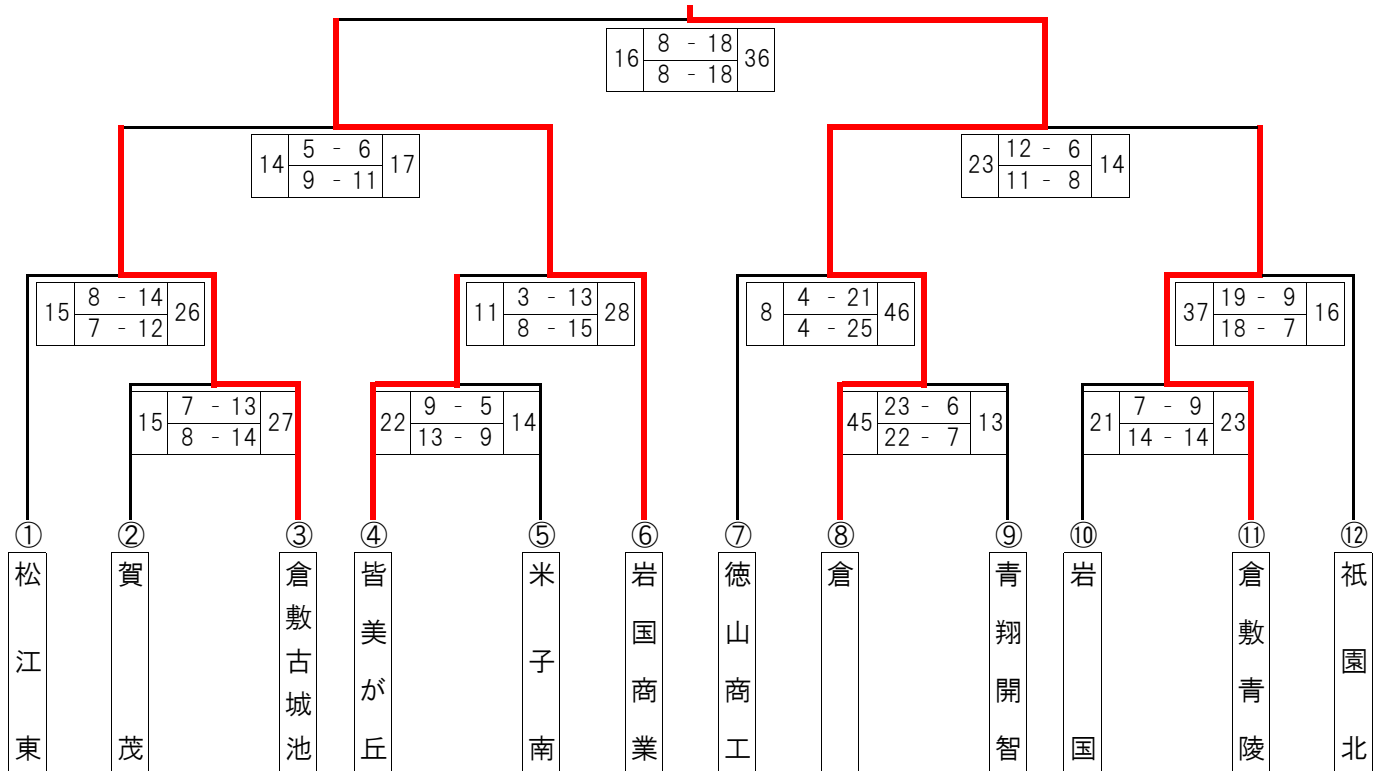 16 8 - 18 36
8 - 18
14 5 - 6 17
9 - 11
23 12 - 6 14
11 - 8
15 8 - 14 26
7 - 12
11 3 - 13 28
8 - 15
8 4 - 21 46
4 - 25
37 19 - 9 16
18 - 7
15 7 - 13 27
8 - 14
22 9 - 5 14
13 - 9
45 23 - 6 13
22 - 7
21 7 - 9 23
14 - 14
① 松江東
② 賀茂
③ 倉敷古城池
④ 皆美が丘
⑤ 米子南
⑥ 岩国商業
⑦ 徳山商工
⑧ 倉
⑨ 青翔開智
⑩ 岩国
⑪ 倉敷青陵
⑫ 祇園北